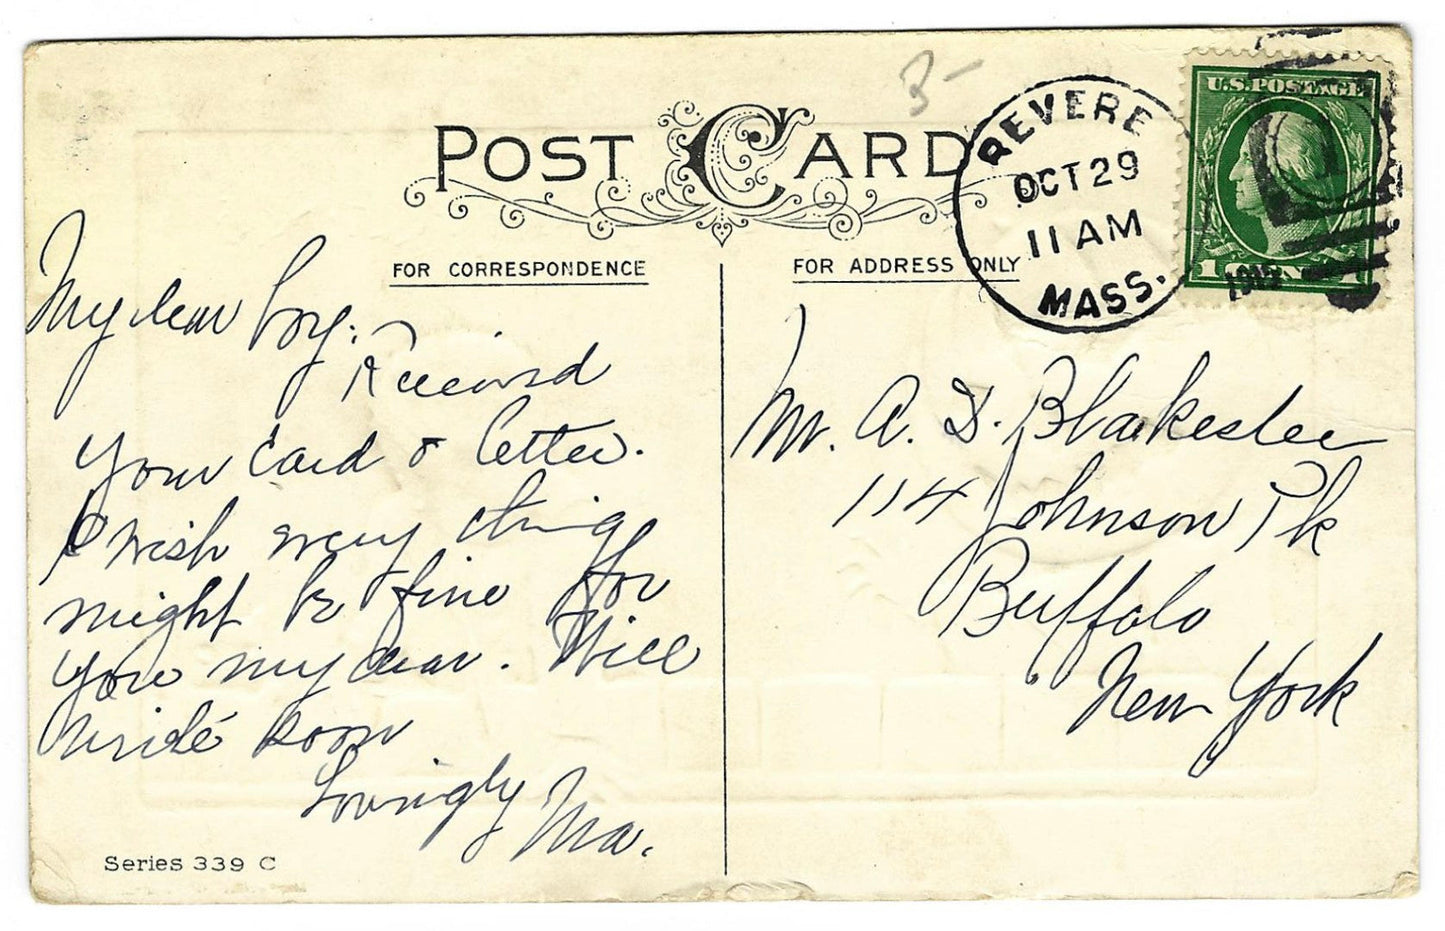 3-
POST CARD
REVERE
OCT 29
11 AM
MASS.
U.S. POSTAGE
1
FOR CORRESPONDENCE
FOR ADDRESS ONLY
My dear boy.
Received
your card & letter.
I wish every thing
might be fine for
you my dear. Will
write soon
Lovingly Ma.
Mr. A. D. Blakeslee
114 Johnson Pk
Buffalo
New York
Series 339 C